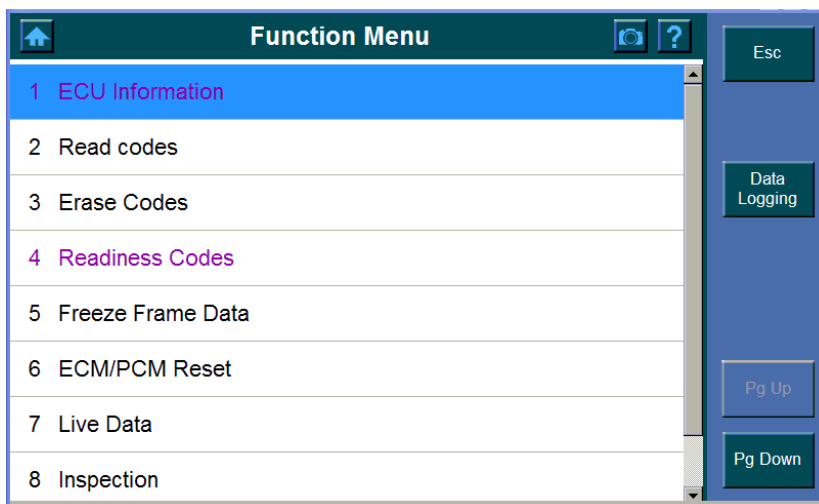 Function Menu
?
Esc
1 ECU Information
2 Read codes
3 Erase Codes
4 Readiness Codes
5 Freeze Frame Data
6 ECM/PCM Reset
7 Live Data
8 Inspection
Data
Logging
Pg Up
Pg Down